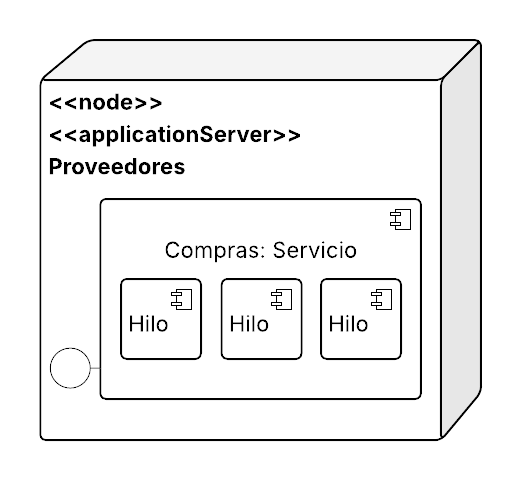 <<node>>
<<applicationServer>>
Proveedores
Compras: Servicio
Hilo
Hilo
Hilo